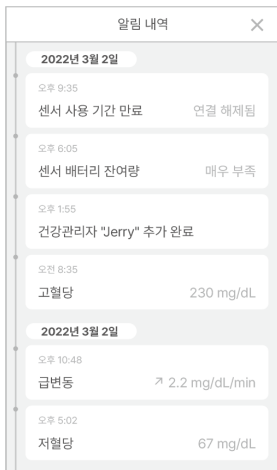 알림 내역
2022년 3월 2일
오후 9:35
센서 사용 기간 만료 연결 해제됨
오후 6:05
센서 배터리 잔여량 매우 부족
오후 1:55
건강관리자 "Jerry" 추가 완료
오전 8:35
고혈당 230 mg/dL
2022년 3월 2일
오후 10:48
급변동 ↗ 2.2 mg/dL/min
오후 5:02
저혈당 67 mg/dL